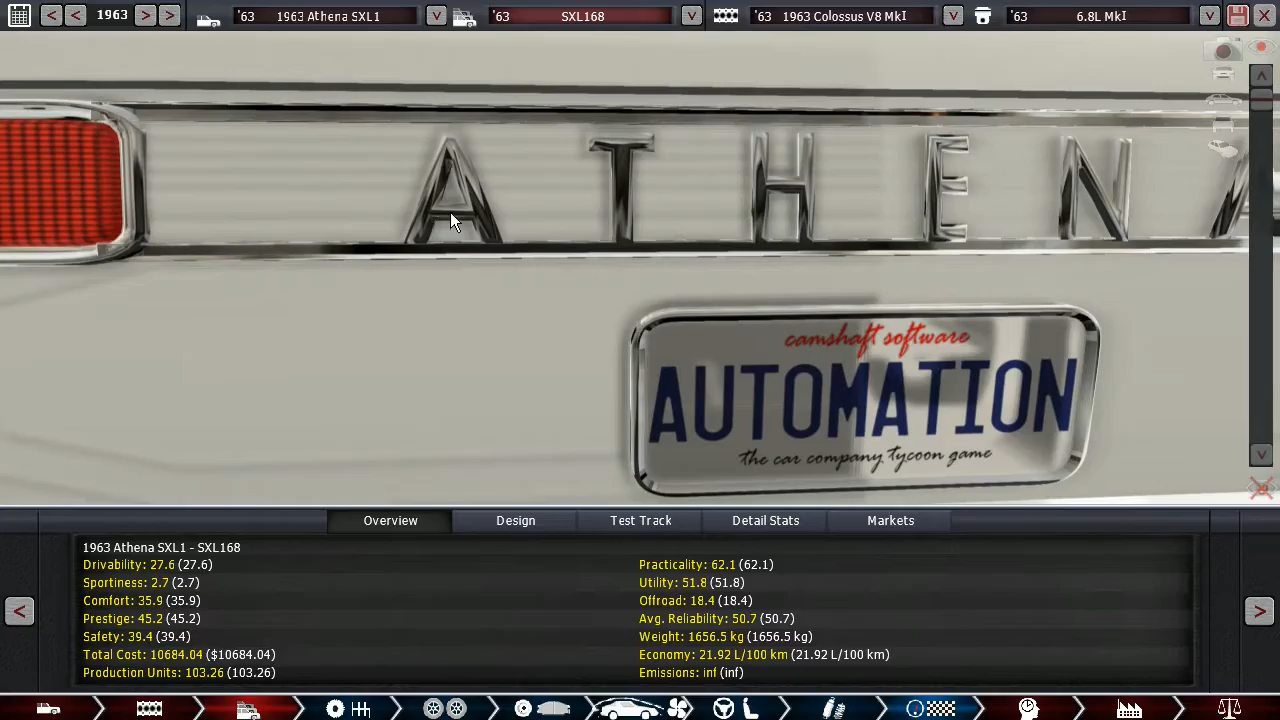 1963
'63 1963 Athena SXL1
'63 SXL168
'63 1963 Colossus V8 MkI
'63 6.8L MkI
ATHENA
camshaft software
AUTOMATION
the car company tycoon game
Overview
Design
Test Track
Detail Stats
Markets
1963 Athena SXL1 - SXL168
Drivability: 27.6 (27.6)
Sportiness: 2.7 (2.7)
Comfort: 35.9 (35.9)
Prestige: 45.2 (45.2)
Safety: 39.4 (39.4)
Total Cost: 10684.04 ($10684.04)
Production Units: 103.26 (103.26)
Practicality: 62.1 (62.1)
Utility: 51.8 (51.8)
Offroad: 18.4 (18.4)
Avg. Reliability: 50.7 (50.7)
Weight: 1656.5 kg (1656.5 kg)
Economy: 21.92 L/100 km (21.92 L/100 km)
Emissions: inf (inf)